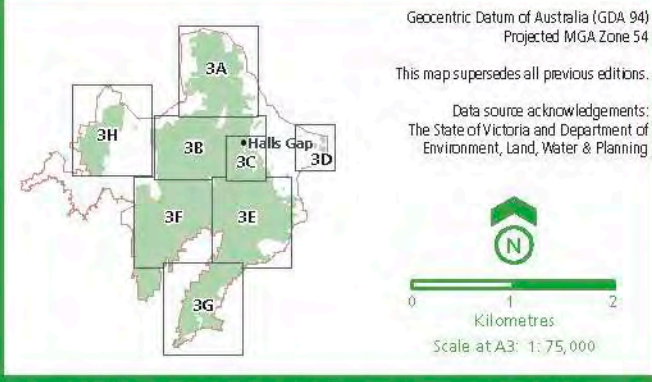 Geocentric Datum of Australia (GDA 94)
Projected MGA Zone 54
This map supersedes all previous editions.
Data source acknowledgements:
The State of Victoria and Department of
Environment, Land, Water & Planning
3A
3H
3B
Halls Gap
3C
3D
3F
3E
3G
N
0 1 2
Kilometres
Scale at A3: 1:75,000